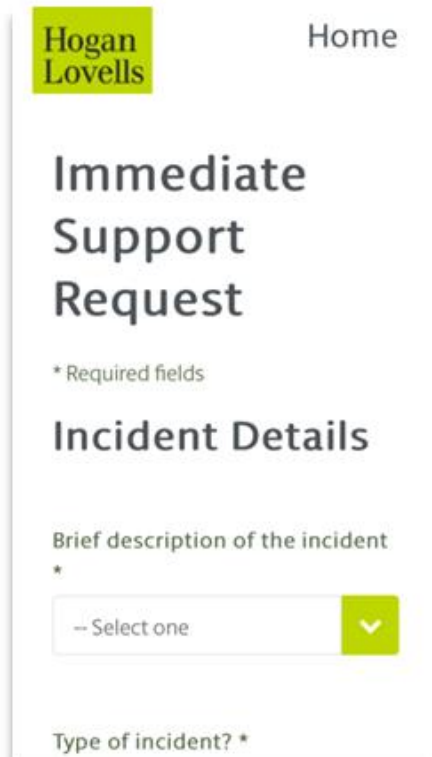 Hogan
Lovells
Home
Immediate
Support
Request
* Required fields
Incident Details
Brief description of the incident
*
-- Select one
Type of incident? *